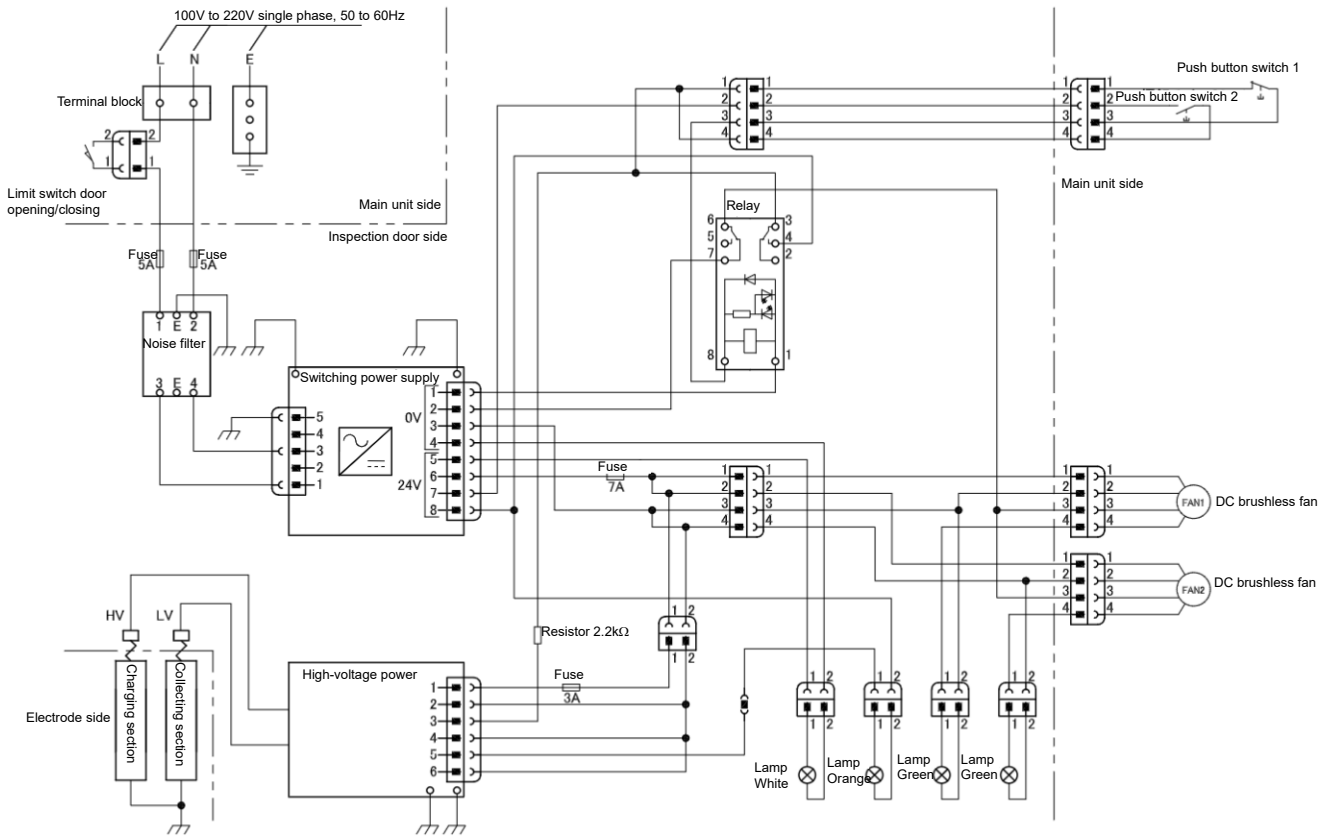 100V to 220V single phase, 50 to 60Hz
L N E
Terminal block
2 2
1 1
Limit switch door
opening/closing
Main unit side
Inspection door side
Fuse
5A
Fuse
5A
1 E 2
Noise filter
3 E 4
Switching power supply
5
4
3
2
1
0V
24V
1
2
3
4
5
6
7
8
Push button switch 1
Push button switch 2
1 1
2 2
3 3
4 4
1 1
2 2
3 3
4 4
Main unit side
Relay
6 3
5 4
7 2
8 1
Fuse
7A
1 1
2 2
3 3
4 4
1 1
2 2
3 3
4 4
FAN1
DC brushless fan
1 1
2 2
3 3
4 4
FAN2
DC brushless fan
HV LV
Charging section
Collecting section
Electrode side
High-voltage power
1
2
3
4
5
6
Resistor 2.2kΩ
Fuse
3A
1 2
1 2
1 2
1 2
1 2
1 2
1 2
1 2
1 2
1 2
Lamp
White
Lamp
Orange
Lamp
Green
Lamp
Green